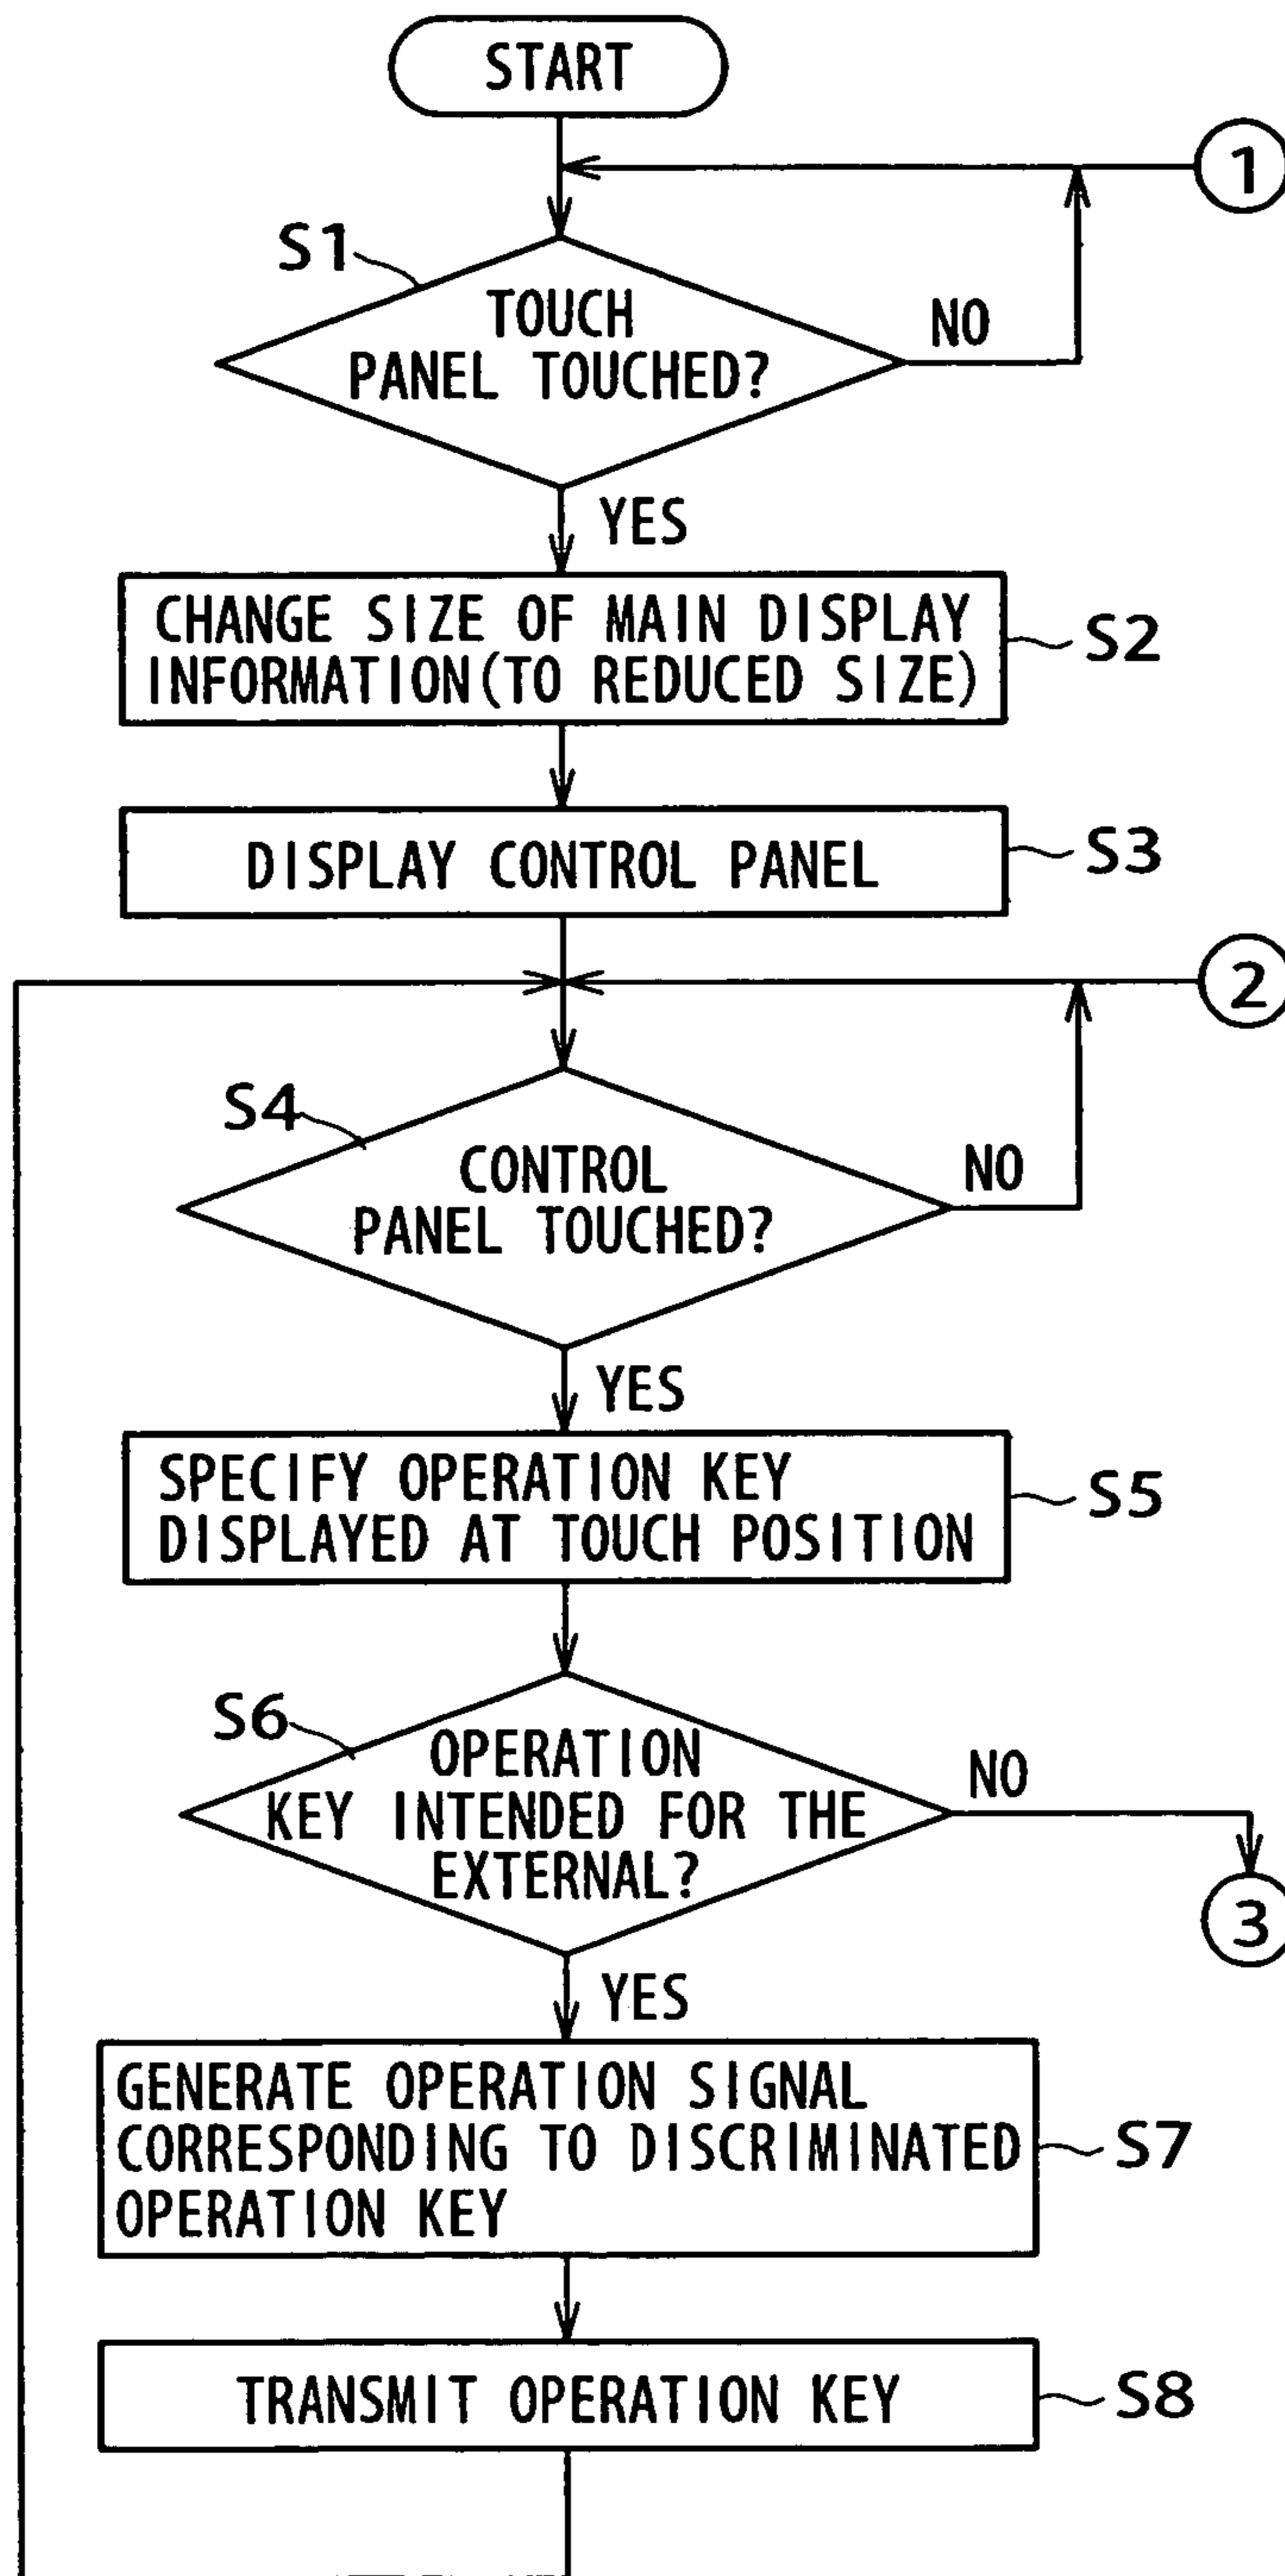 START
1
S1
TOUCH
PANEL TOUCHED?
NO
YES
CHANGE SIZE OF MAIN DISPLAY
INFORMATION(TO REDUCED SIZE)
S2
DISPLAY CONTROL PANEL
S3
2
S4
CONTROL
PANEL TOUCHED?
NO
YES
SPECIFY OPERATION KEY
DISPLAYED AT TOUCH POSITION
S5
S6
OPERATION
KEY INTENDED FOR THE
EXTERNAL?
NO
3
YES
GENERATE OPERATION SIGNAL
CORRESPONDING TO DISCRIMINATED
OPERATION KEY
S7
TRANSMIT OPERATION KEY
S8